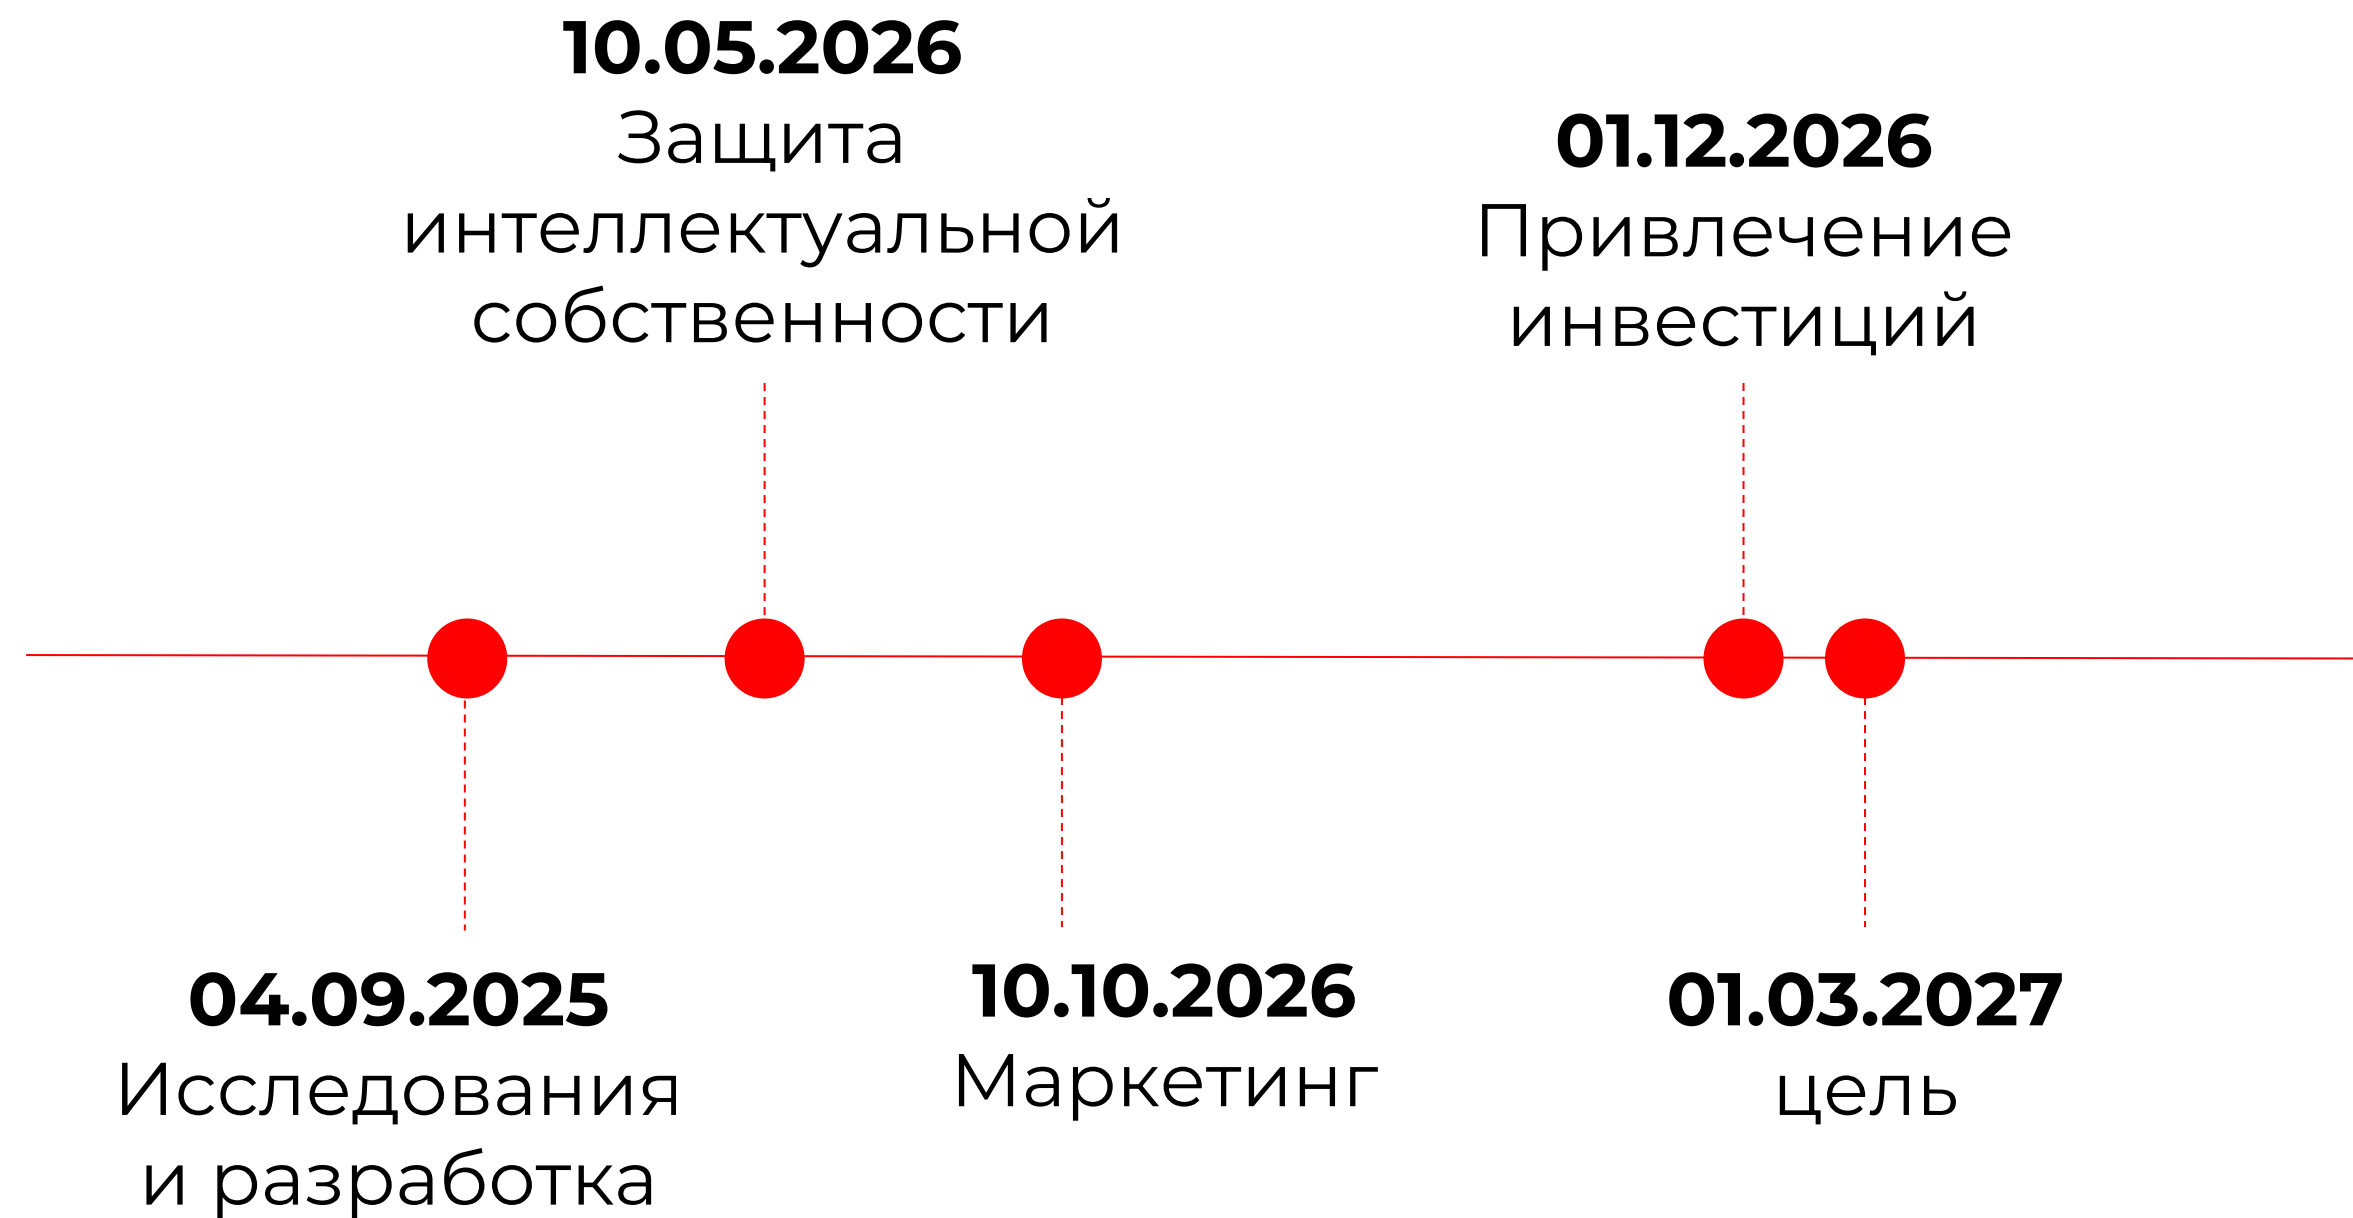 10.05.2026
Защита
интеллектуальной
собственности
01.12.2026
Привлечение
инвестиций
04.09.2025
Исследования
и разработка
10.10.2026
Маркетинг
01.03.2027
цель